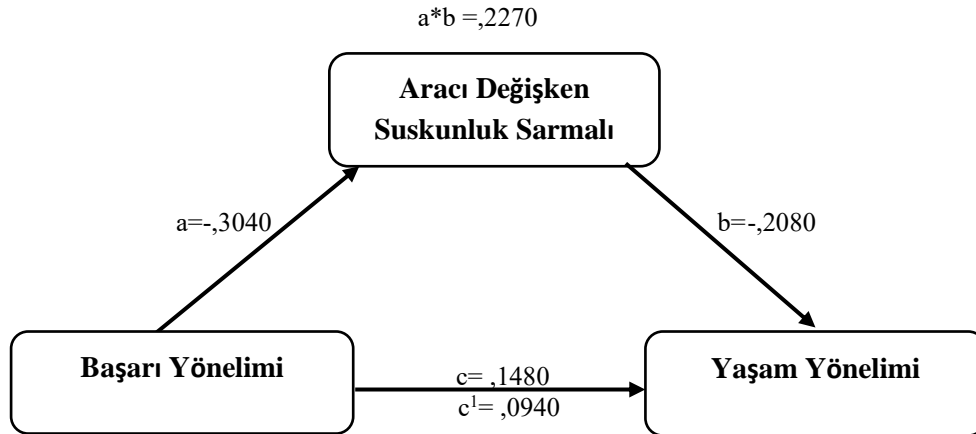 a*b =,2270
Aracı Değişken
Suskunluk Sarmalı
a=-,3040
b=-,2080
Başarı Yönelimi
c= ,1480
c¹= ,0940
Yaşam Yönelimi